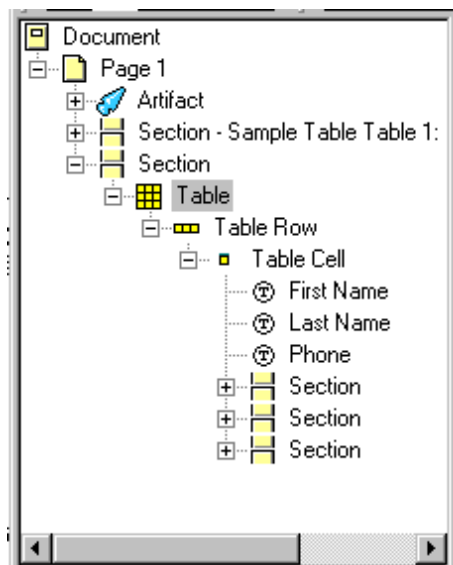 Document
Page 1
Artifact
Section - Sample Table Table 1:
Section
Table
Table Row
Table Cell
First Name
Last Name
Phone
Section
Section
Section